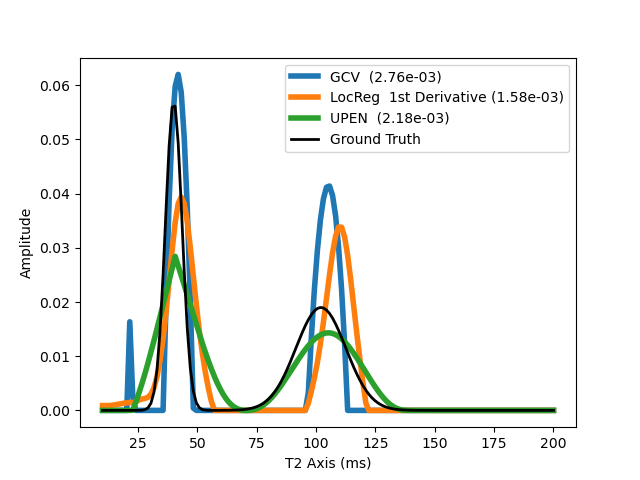 GCV  (2.76e-03)
LocReg  1st Derivative (1.58e-03)
UPEN  (2.18e-03)
Ground Truth
Amplitude
0.06
0.05
0.04
0.03
0.02
0.01
0.00
25 50 75 100 125 150 175 200
T2 Axis (ms)